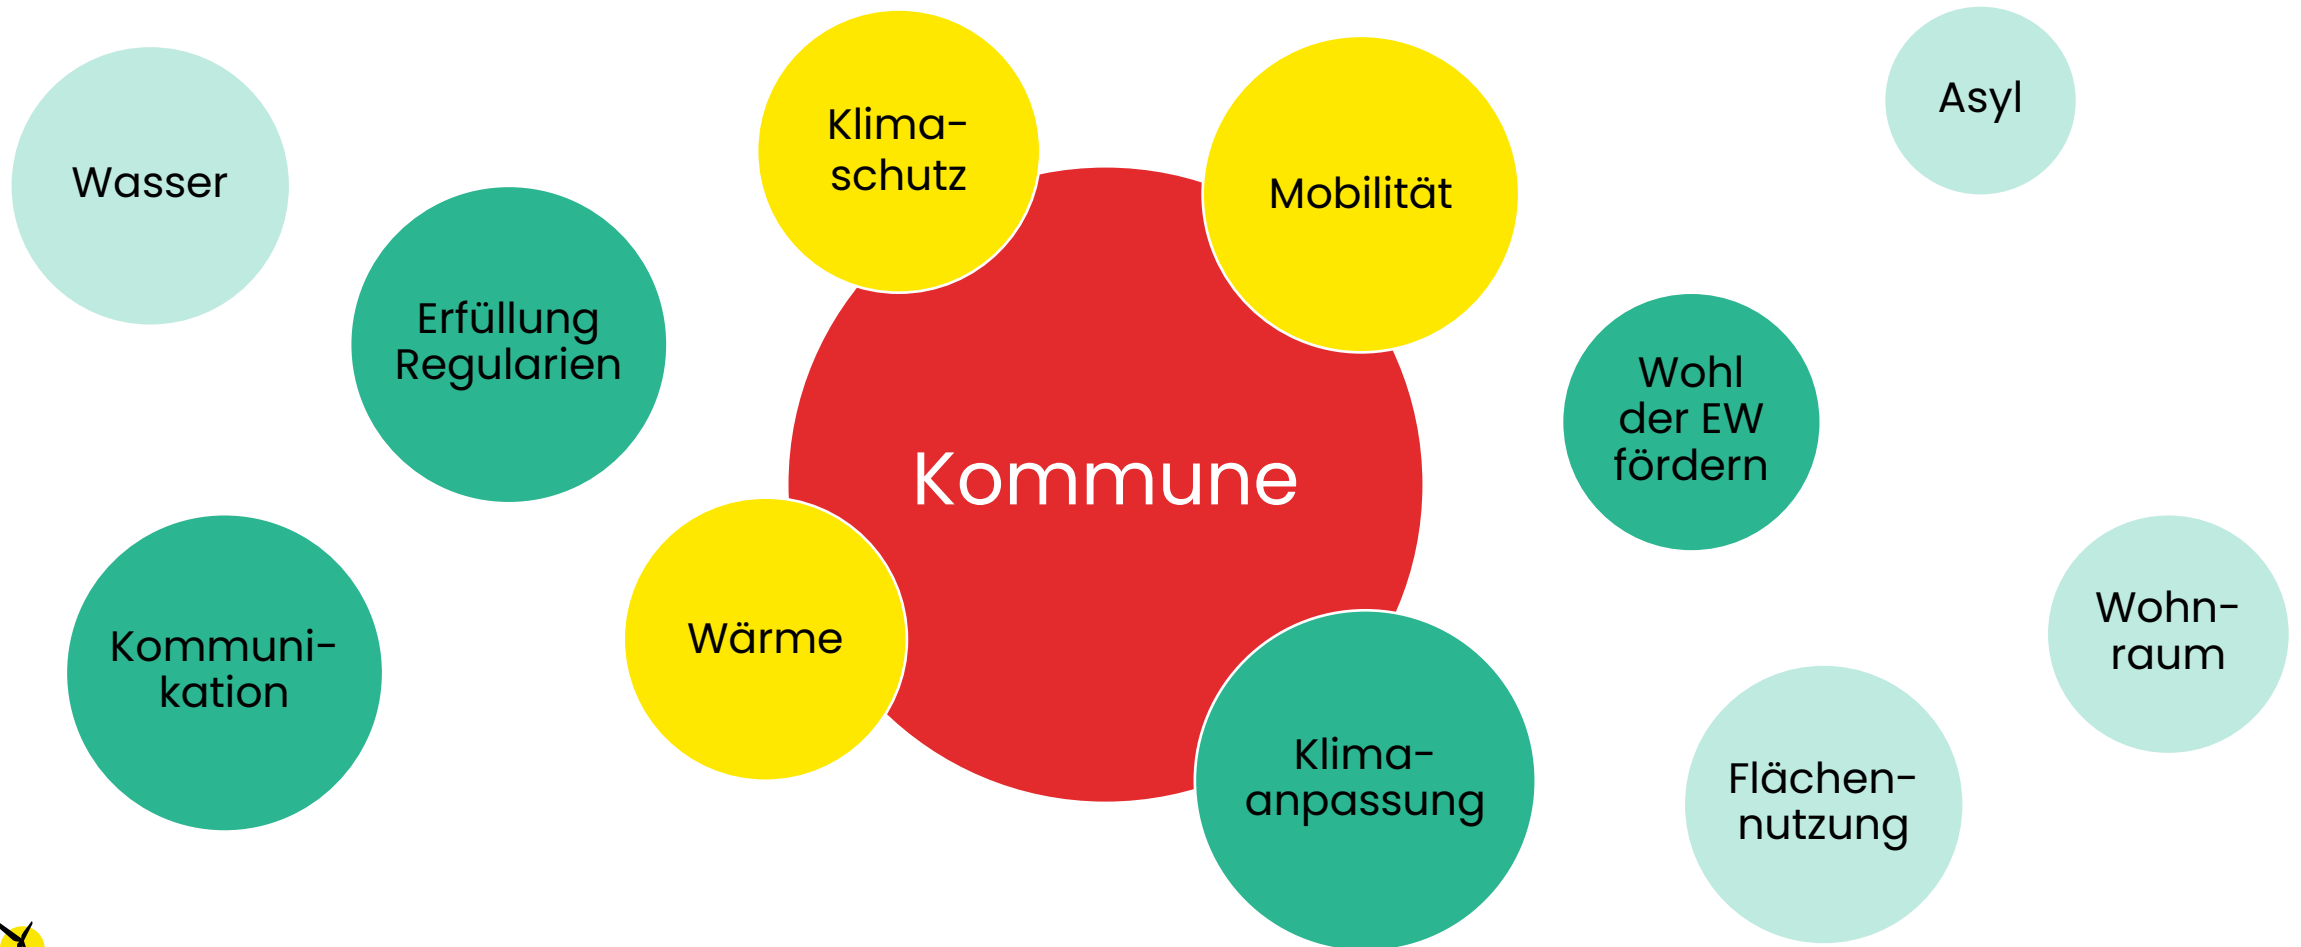 Wasser
Erfüllung
Regularien
Kommuni-
kation
Klima-
schutz
Mobilität
Kommune
Wärme
Klima-
anpassung
Asyl
Wohl
der EW
fördern
Wohn-
raum
Flächen-
nutzung